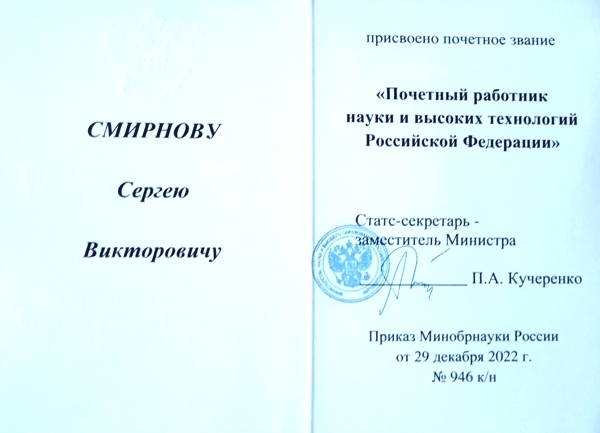 СМИРНОВУ
Сергею
Викторовичу
присвоено почетное звание
«Почетный работник
науки и высоких технологий
Российской Федерации»
Статс-секретарь -
заместитель Министра
П.А. Кучеренко
Приказ Минобрнауки России
от 29 декабря 2022 г.
№ 946 к/н